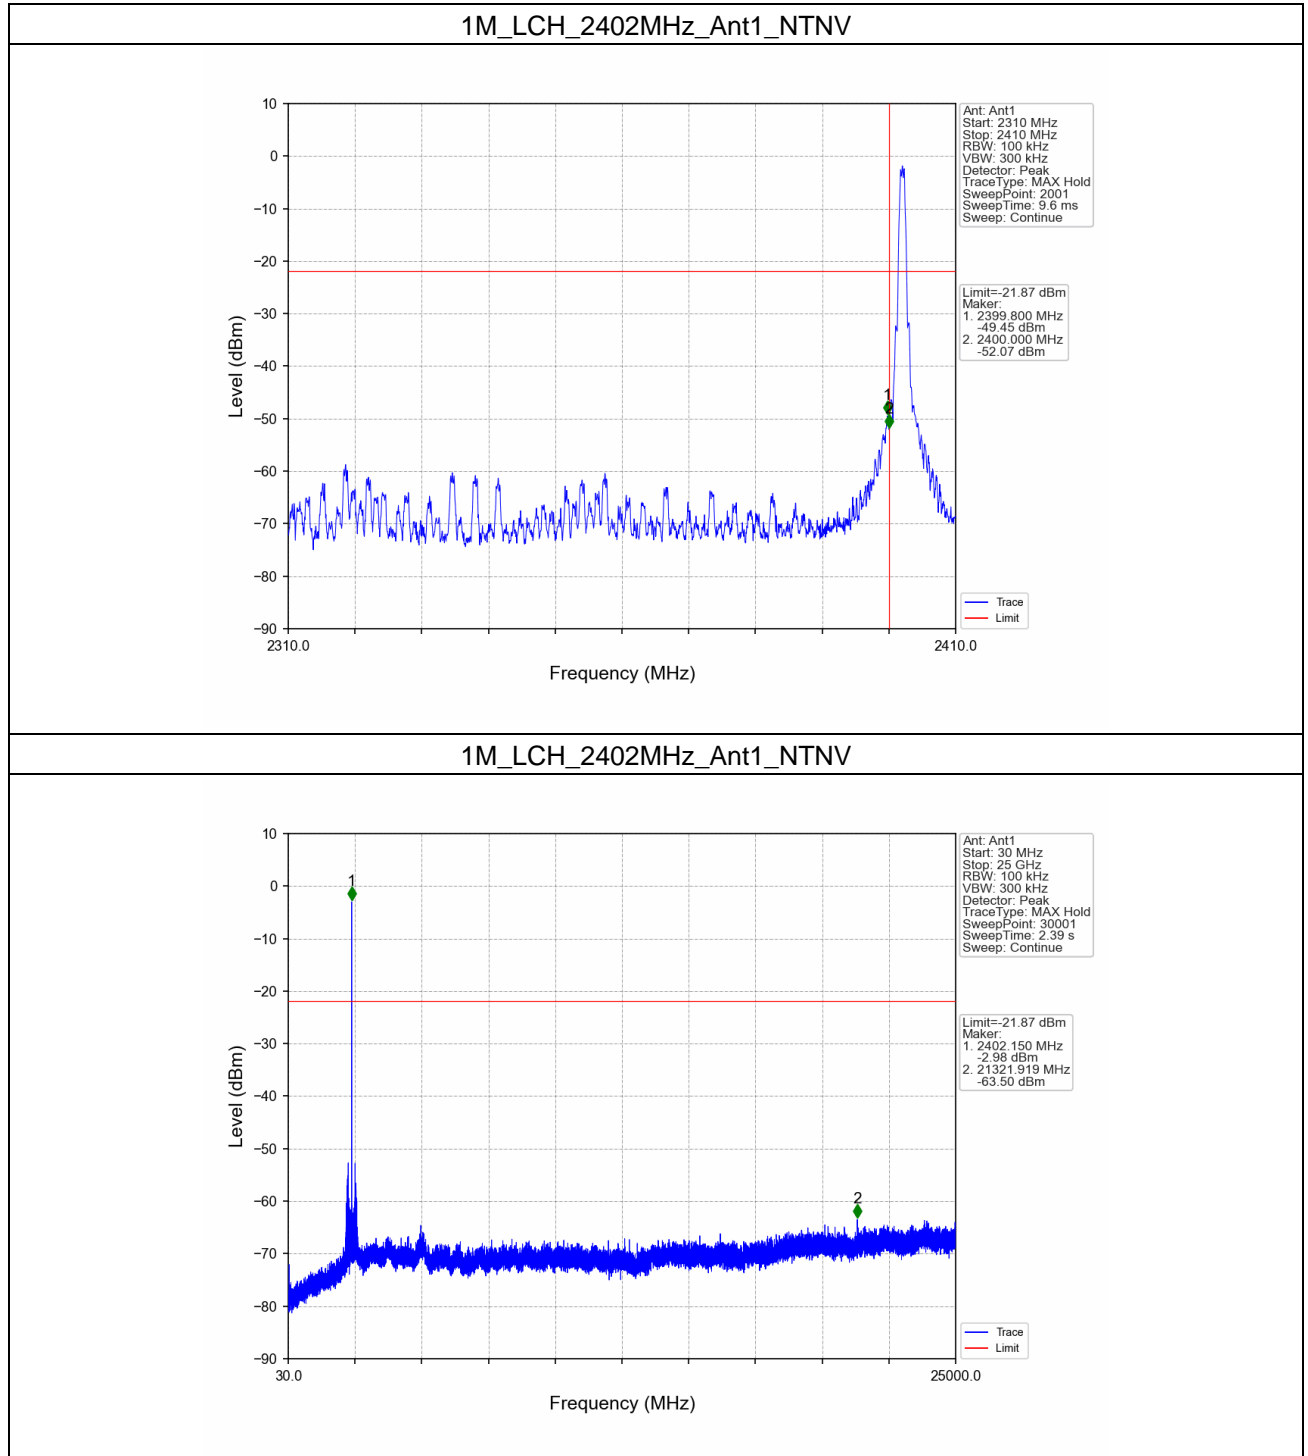 1M_LCH_2402MHz_Ant1_NTNV
10
0
−10
−20
−30
−40
−50
−60
−70
−80
−90
Level (dBm)
2310.0
2410.0
Frequency (MHz)
1
2
Ant: Ant1
Start: 2310 MHz
Stop: 2410 MHz
RBW: 100 kHz
VBW: 300 kHz
Detector: Peak
TraceType: MAX Hold
SweepPoint: 2001
SweepTime: 9.6 ms
Sweep: Continue
Limit=-21.87 dBm
Maker:
1. 2399.800 MHz
-49.45 dBm
2. 2400.000 MHz
-52.07 dBm
Trace
Limit
1M_LCH_2402MHz_Ant1_NTNV
10
0
−10
−20
−30
−40
−50
−60
−70
−80
−90
Level (dBm)
30.0
25000.0
Frequency (MHz)
1
2
Ant: Ant1
Start: 30 MHz
Stop: 25 GHz
RBW: 100 kHz
VBW: 300 kHz
Detector: Peak
TraceType: MAX Hold
SweepPoint: 30001
SweepTime: 2.39 s
Sweep: Continue
Limit=-21.87 dBm
Maker:
1. 2402.150 MHz
-2.98 dBm
2. 21321.919 MHz
-63.50 dBm
Trace
Limit